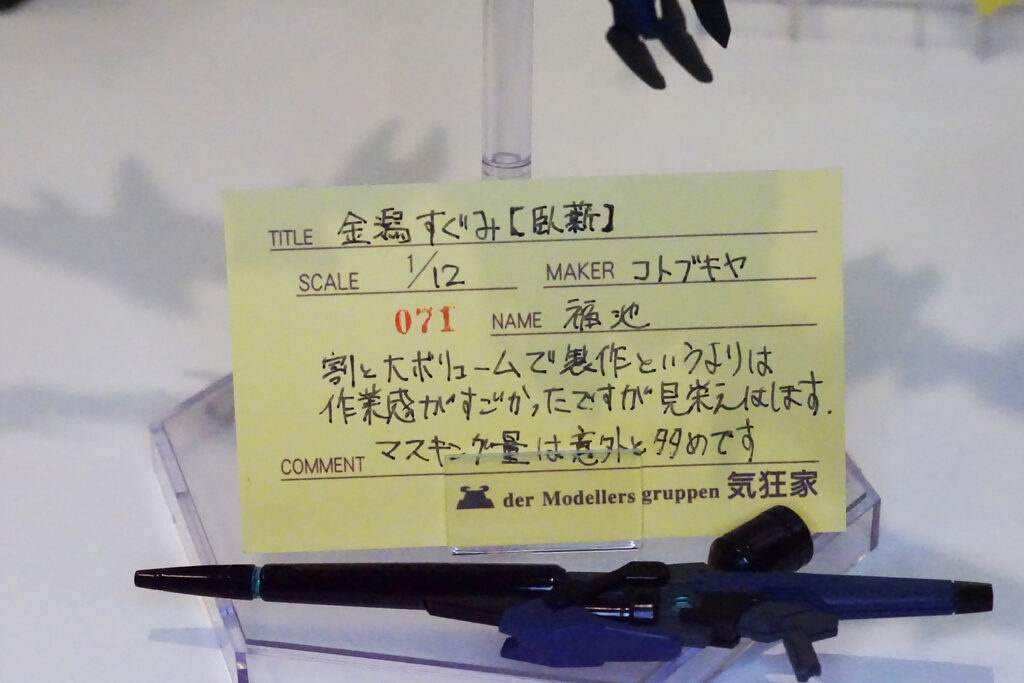 TITLE 金潟すぐみ【臥薪】
SCALE 1/12 MAKER コトブキヤ
071 NAME 福池
割と大ボリュームで製作というよりは
作業感がすごかったですが見栄えはします.
マスキング量は意外と多めです
COMMENT
der Modellers gruppen 気狂家